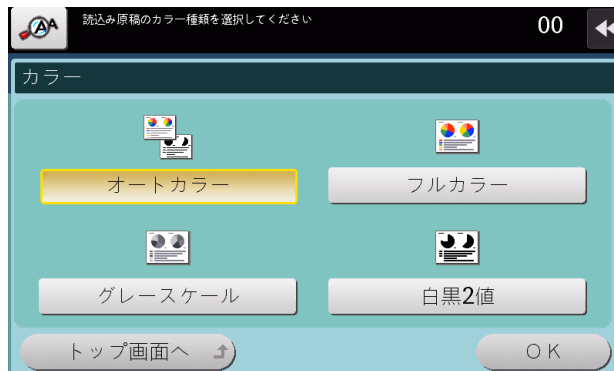 読込み原稿のカラー種類を選択してください
00
カラー
オートカラー
フルカラー
グレースケール
白黒2値
トップ画面へ
OK